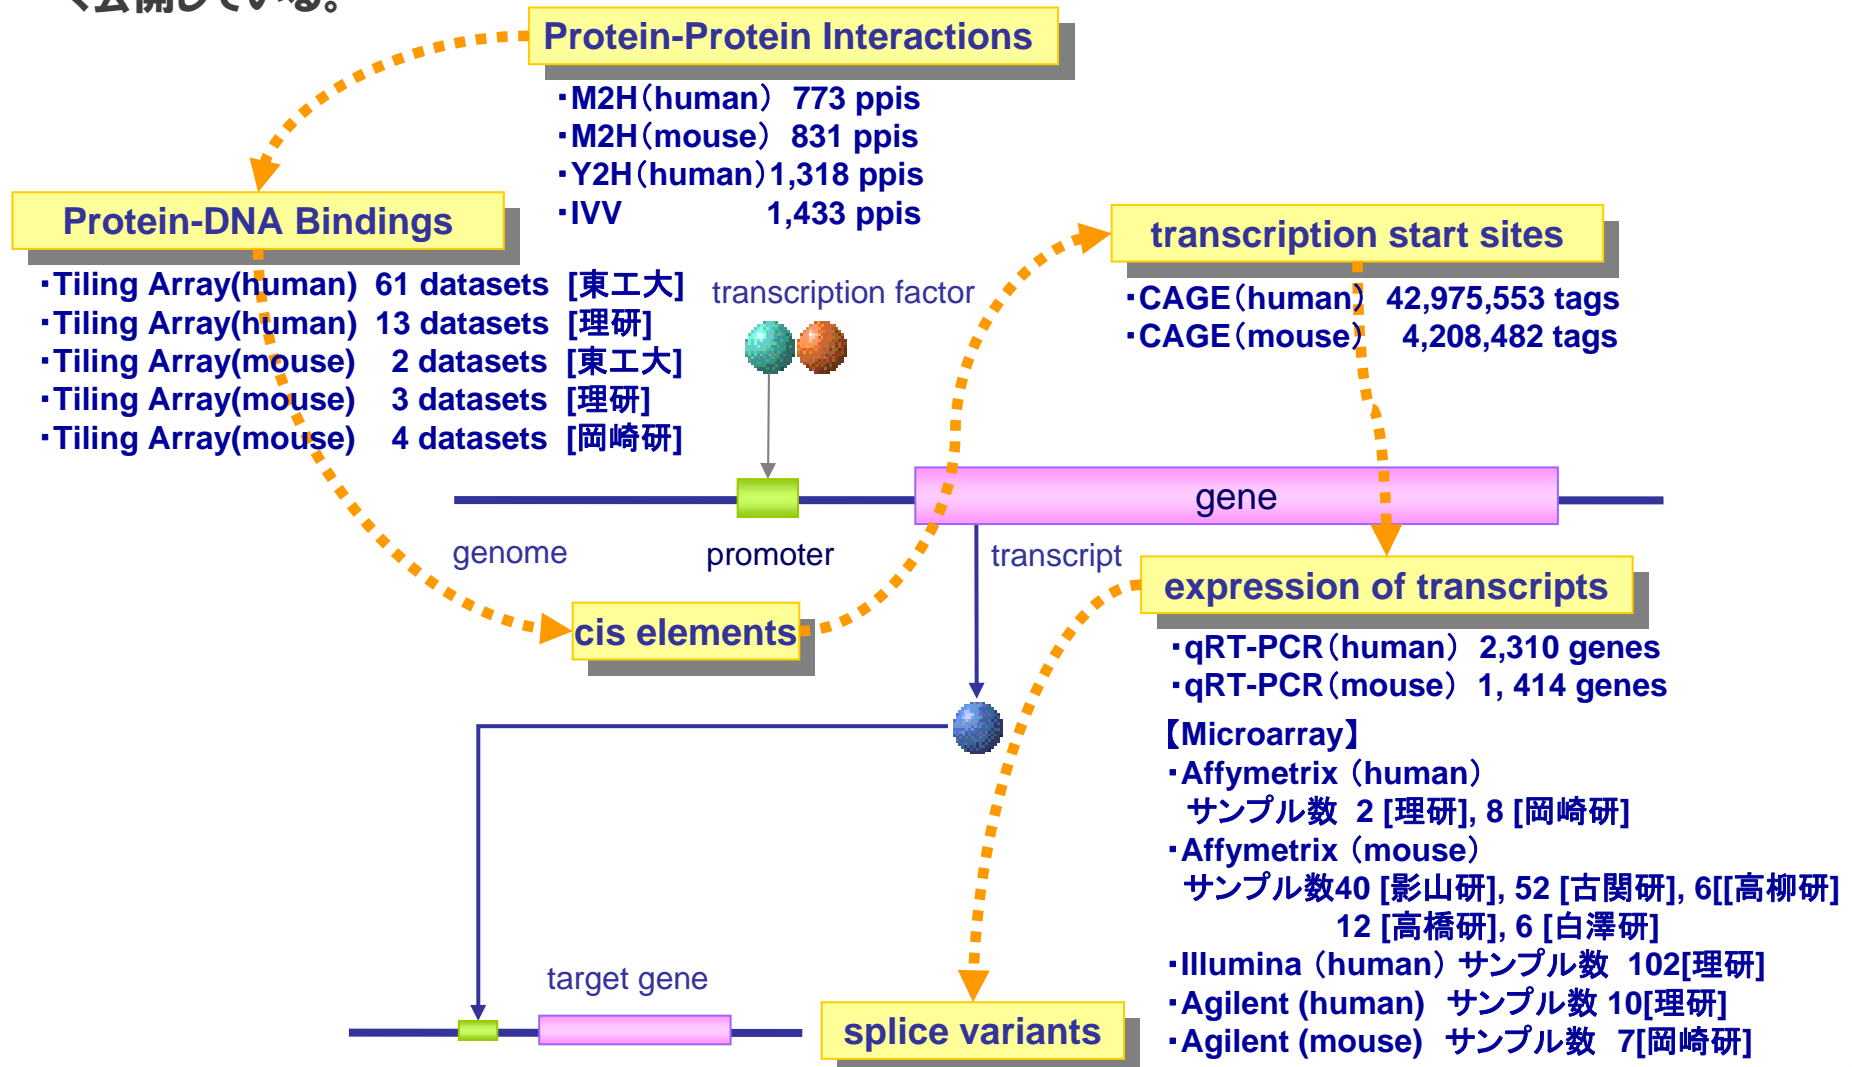 く公開している。
Protein-Protein Interactions
・M2H（human） 773 ppis
・M2H（mouse） 831 ppis
・Y2H（human）1,318 ppis
・IVV 1,433 ppis
Protein-DNA Bindings
・Tiling Array(human) 61 datasets [東工大]
・Tiling Array(human) 13 datasets [理研]
・Tiling Array(mouse) 2 datasets [東工大]
・Tiling Array(mouse) 3 datasets [理研]
・Tiling Array(mouse) 4 datasets [岡崎研]
transcription factor
transcription start sites
・CAGE（human） 42,975,553 tags
・CAGE（mouse） 4,208,482 tags
gene
genome
promoter
transcript
cis elements
expression of transcripts
・qRT-PCR（human） 2,310 genes
・qRT-PCR（mouse） 1, 414 genes
【Microarray】
・Affymetrix （human）
サンプル数 2 [理研], 8 [岡崎研]
・Affymetrix （mouse）
サンプル数40 [影山研], 52 [古関研], 6[[高柳研]
12 [高橋研], 6 [白澤研]
・Illumina （human） サンプル数 102[理研]
・Agilent (human) サンプル数 10[理研]
・Agilent (mouse) サンプル数 7[岡崎研]
target gene
splice variants